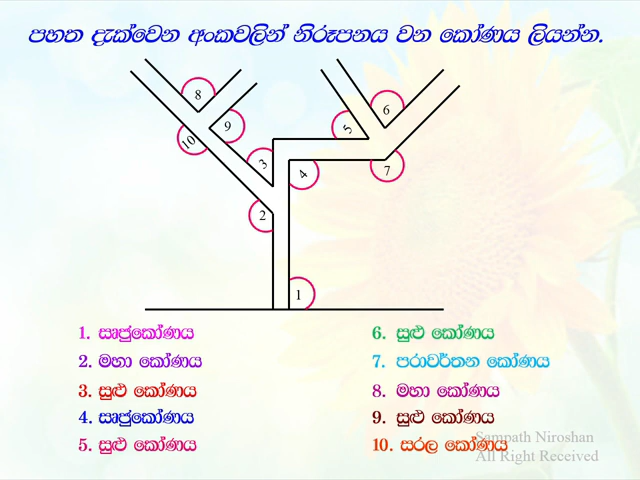 පහත දැක්වෙන අංකවලින් නිරූපනය වන කෝණය ලියන්න.
8
6
9
5
10
3
4
7
2
1
1. සෘජුකෝණය
6. සුළු කෝණය
2. මහා කෝණය
7. පරාවර්තන කෝණය
3. සුළු කෝණය
8. මහා කෝණය
4. සෘජුකෝණය
9. සුළු කෝණය
5. සුළු කෝණය
10. සරල කෝණය
Sampath Niroshan
All Right Received